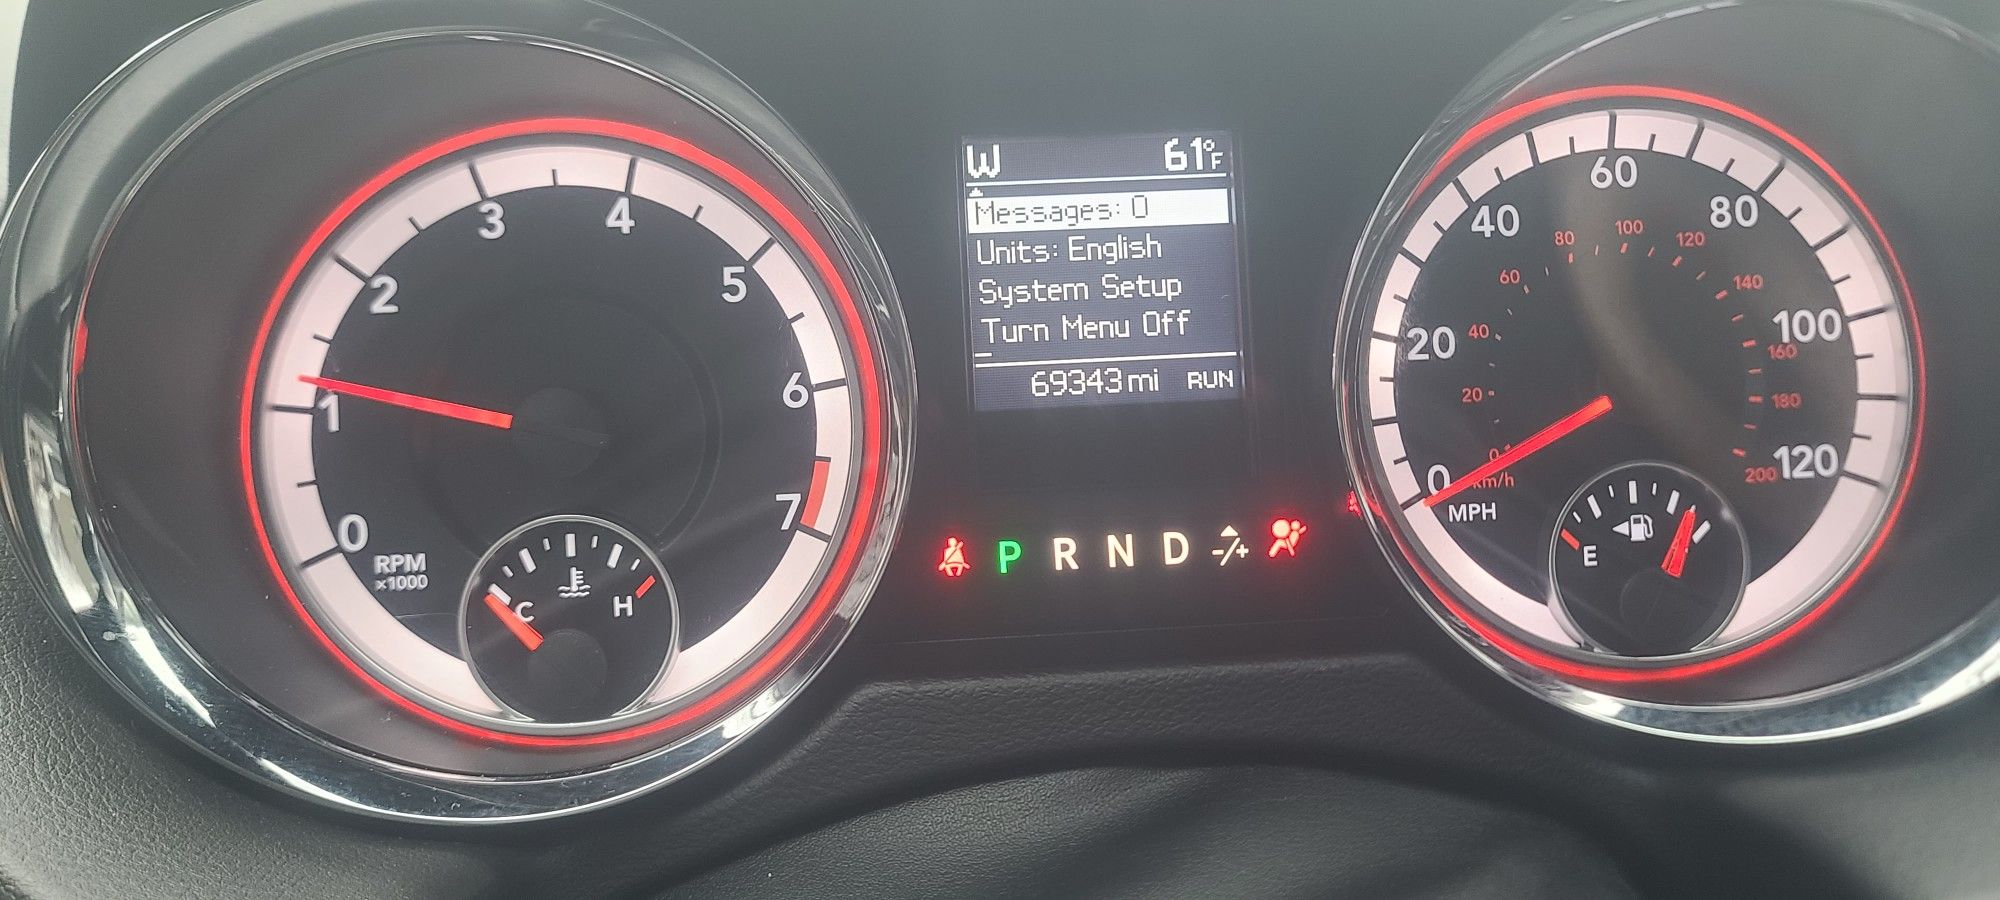 0
1
2
3
4
5
6
7
RPM
x1000
C
H
W 61°F
Messages: 0
Units: English
System Setup
Turn Menu Off
69343 mi RUN
P R N D -/+
0
20
40
60
80
100
120
MPH
0
20
40
60
80
100
120
140
160
180
200
km/h
E